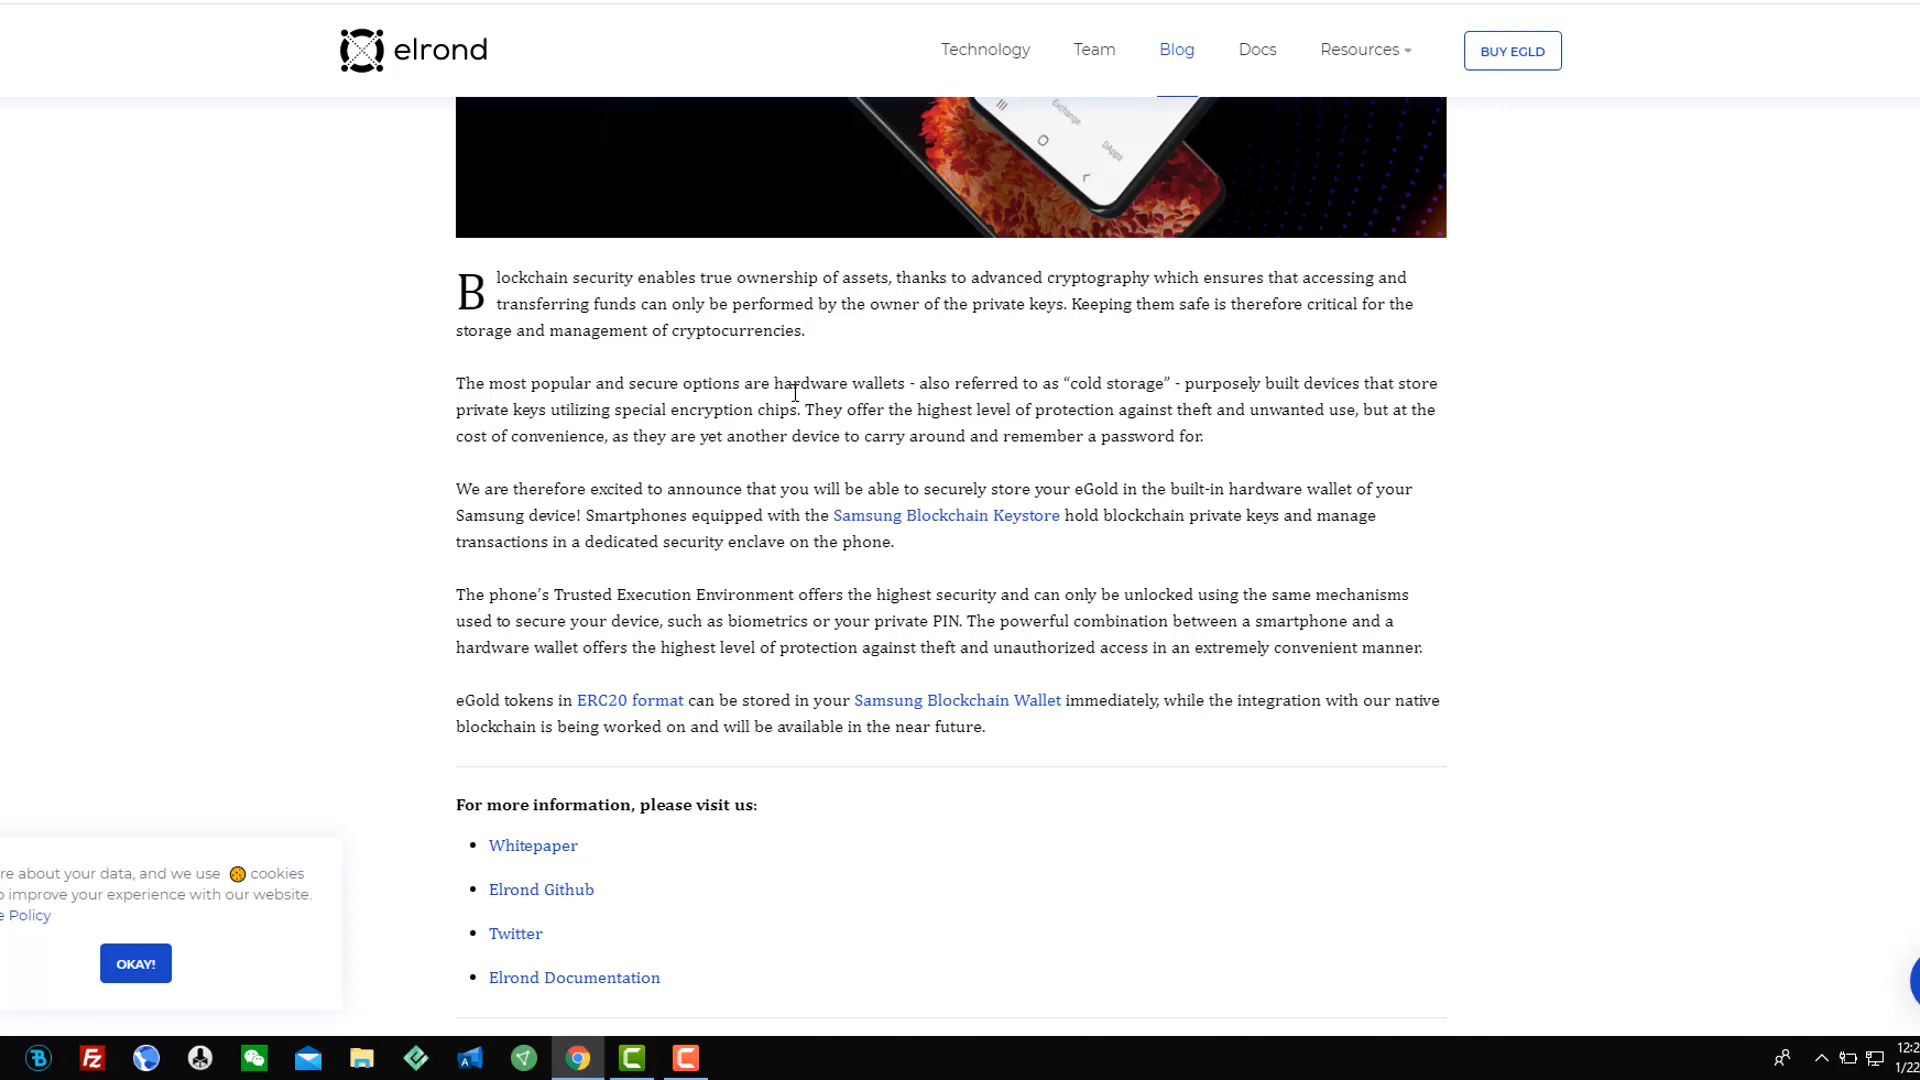 elrond
Technology
Team
Blog
Docs
Resources
BUY EGLD
Exchange
DApps
Blockchain security enables true ownership of assets, thanks to advanced cryptography which ensures that accessing and
transferring funds can only be performed by the owner of the private keys. Keeping them safe is therefore critical for the
storage and management of cryptocurrencies.
The most popular and secure options are hardware wallets - also referred to as “cold storage” - purposely built devices that store
private keys utilizing special encryption chips. They offer the highest level of protection against theft and unwanted use, but at the
cost of convenience, as they are yet another device to carry around and remember a password for.
We are therefore excited to announce that you will be able to securely store your eGold in the built-in hardware wallet of your
Samsung device! Smartphones equipped with the Samsung Blockchain Keystore hold blockchain private keys and manage
transactions in a dedicated security enclave on the phone.
The phone’s Trusted Execution Environment offers the highest security and can only be unlocked using the same mechanisms
used to secure your device, such as biometrics or your private PIN. The powerful combination between a smartphone and a
hardware wallet offers the highest level of protection against theft and unauthorized access in an extremely convenient manner.
eGold tokens in ERC20 format can be stored in your Samsung Blockchain Wallet immediately, while the integration with our native
blockchain is being worked on and will be available in the near future.
For more information, please visit us:
Whitepaper
Elrond Github
Twitter
Elrond Documentation
re about your data, and we use cookies
o improve your experience with our website.
e Policy
OKAY!
12:2
1/22